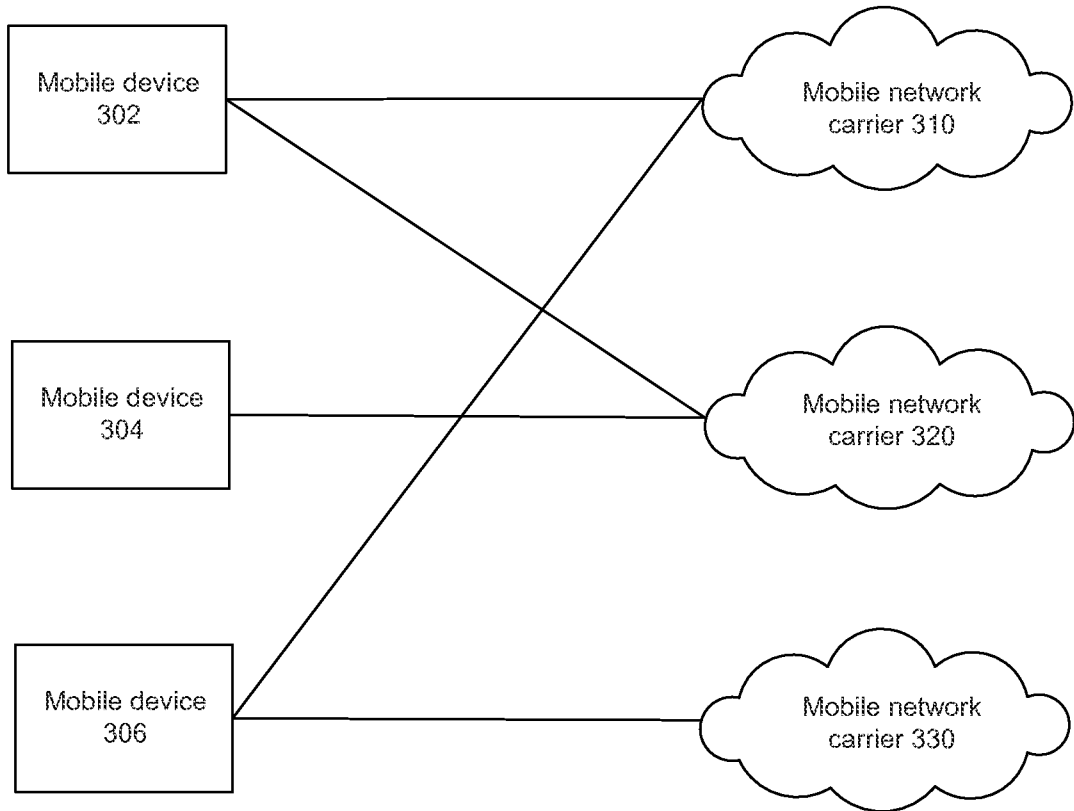 Mobile device
302
Mobile network
carrier 310
Mobile device
304
Mobile network
carrier 320
Mobile device
306
Mobile network
carrier 330